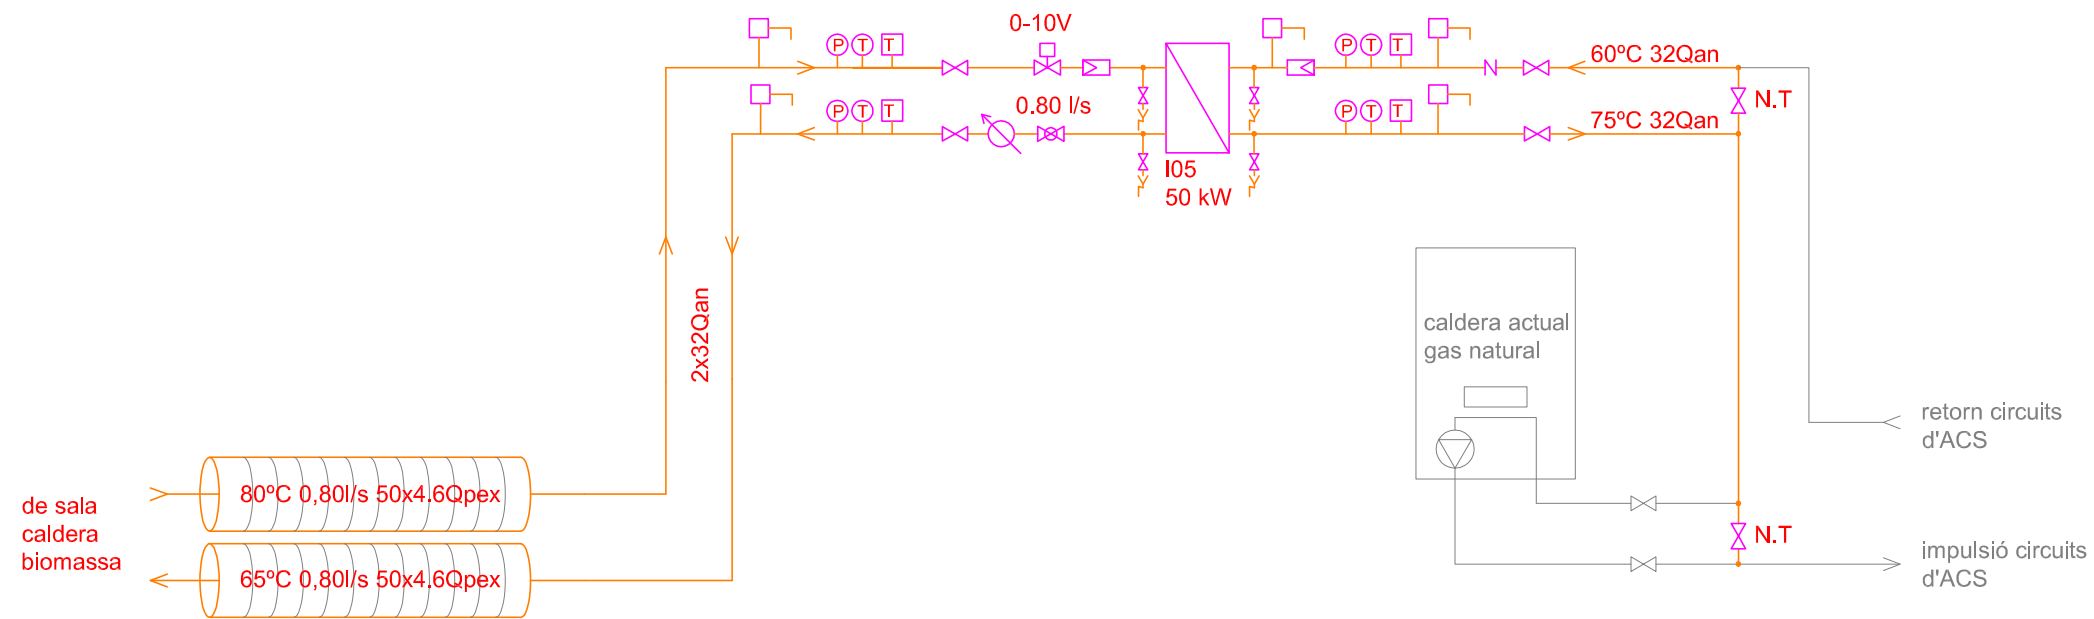 0-10V
P T T
P T T
60ºC 32Qan
P T T
0.80 l/s
P T T
75ºC 32Qan
N.T
I05
50 kW
2x32Qan
caldera actual
gas natural
retorn circuits
d'ACS
80ºC 0,80l/s 50x4.6Qpex
de sala
caldera
biomassa
65ºC 0,80l/s 50x4.6Qpex
N.T
impulsió circuits
d'ACS